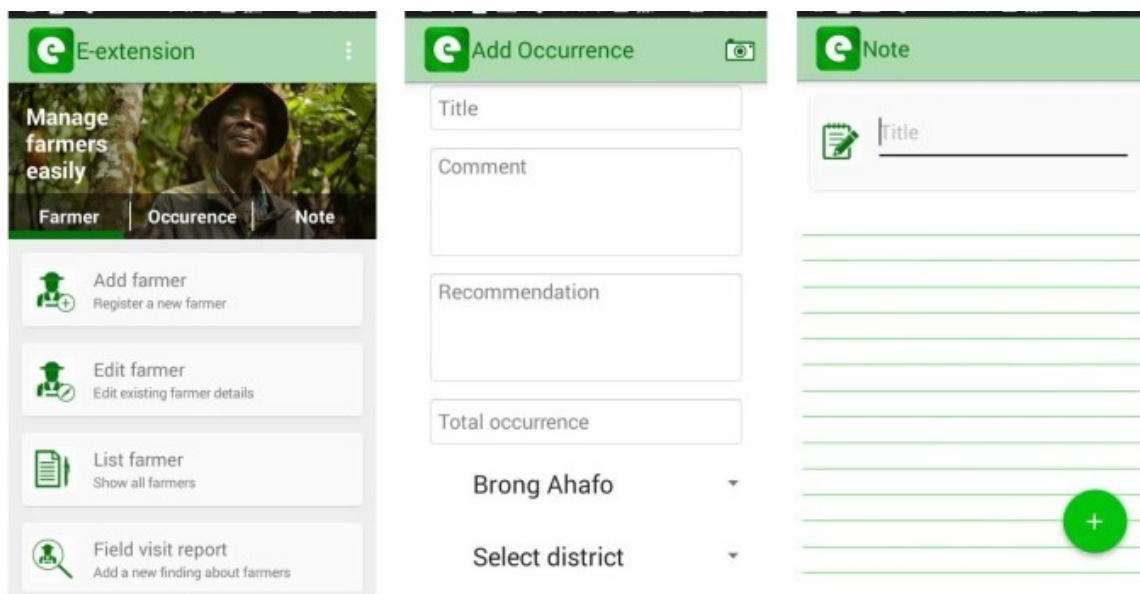 E-extension
Manage
farmers
easily
Farmer
Occurence
Note
Add farmer
Register a new farmer
Edit farmer
Edit existing farmer details
List farmer
Show all farmers
Field visit report
Add a new finding about farmers
Add Occurrence
Title
Comment
Recommendation
Total occurrence
Brong Ahafo
Select district
Note
Title